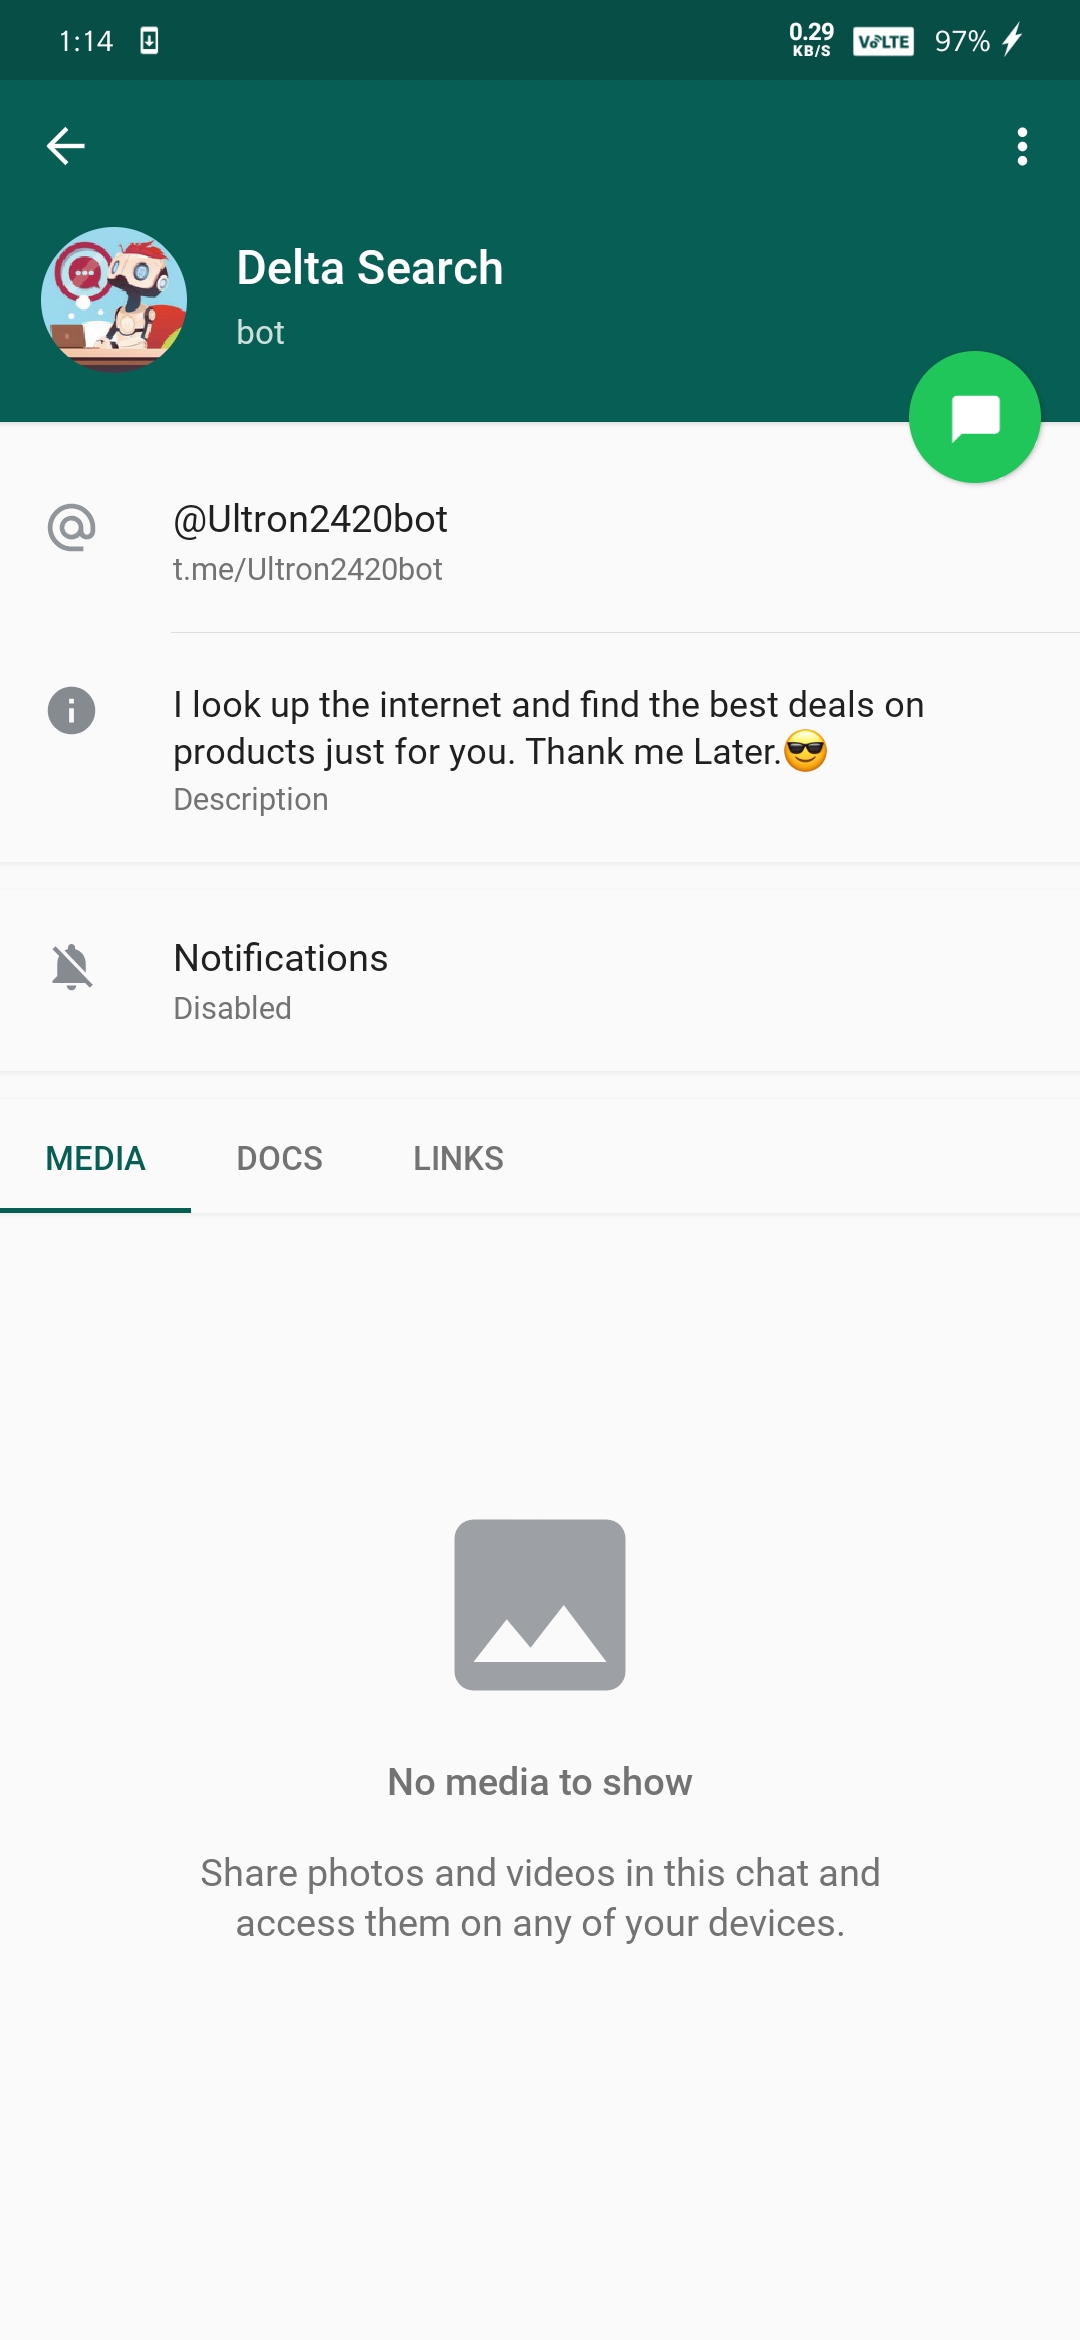 1:14
0.29
KB/S
VoLTE
97%
Delta Search
bot
@Ultron2420bot
t.me/Ultron2420bot
I look up the internet and find the best deals on
products just for you. Thank me Later.😎
Description
Notifications
Disabled
MEDIA
DOCS
LINKS
No media to show
Share photos and videos in this chat and
access them on any of your devices.